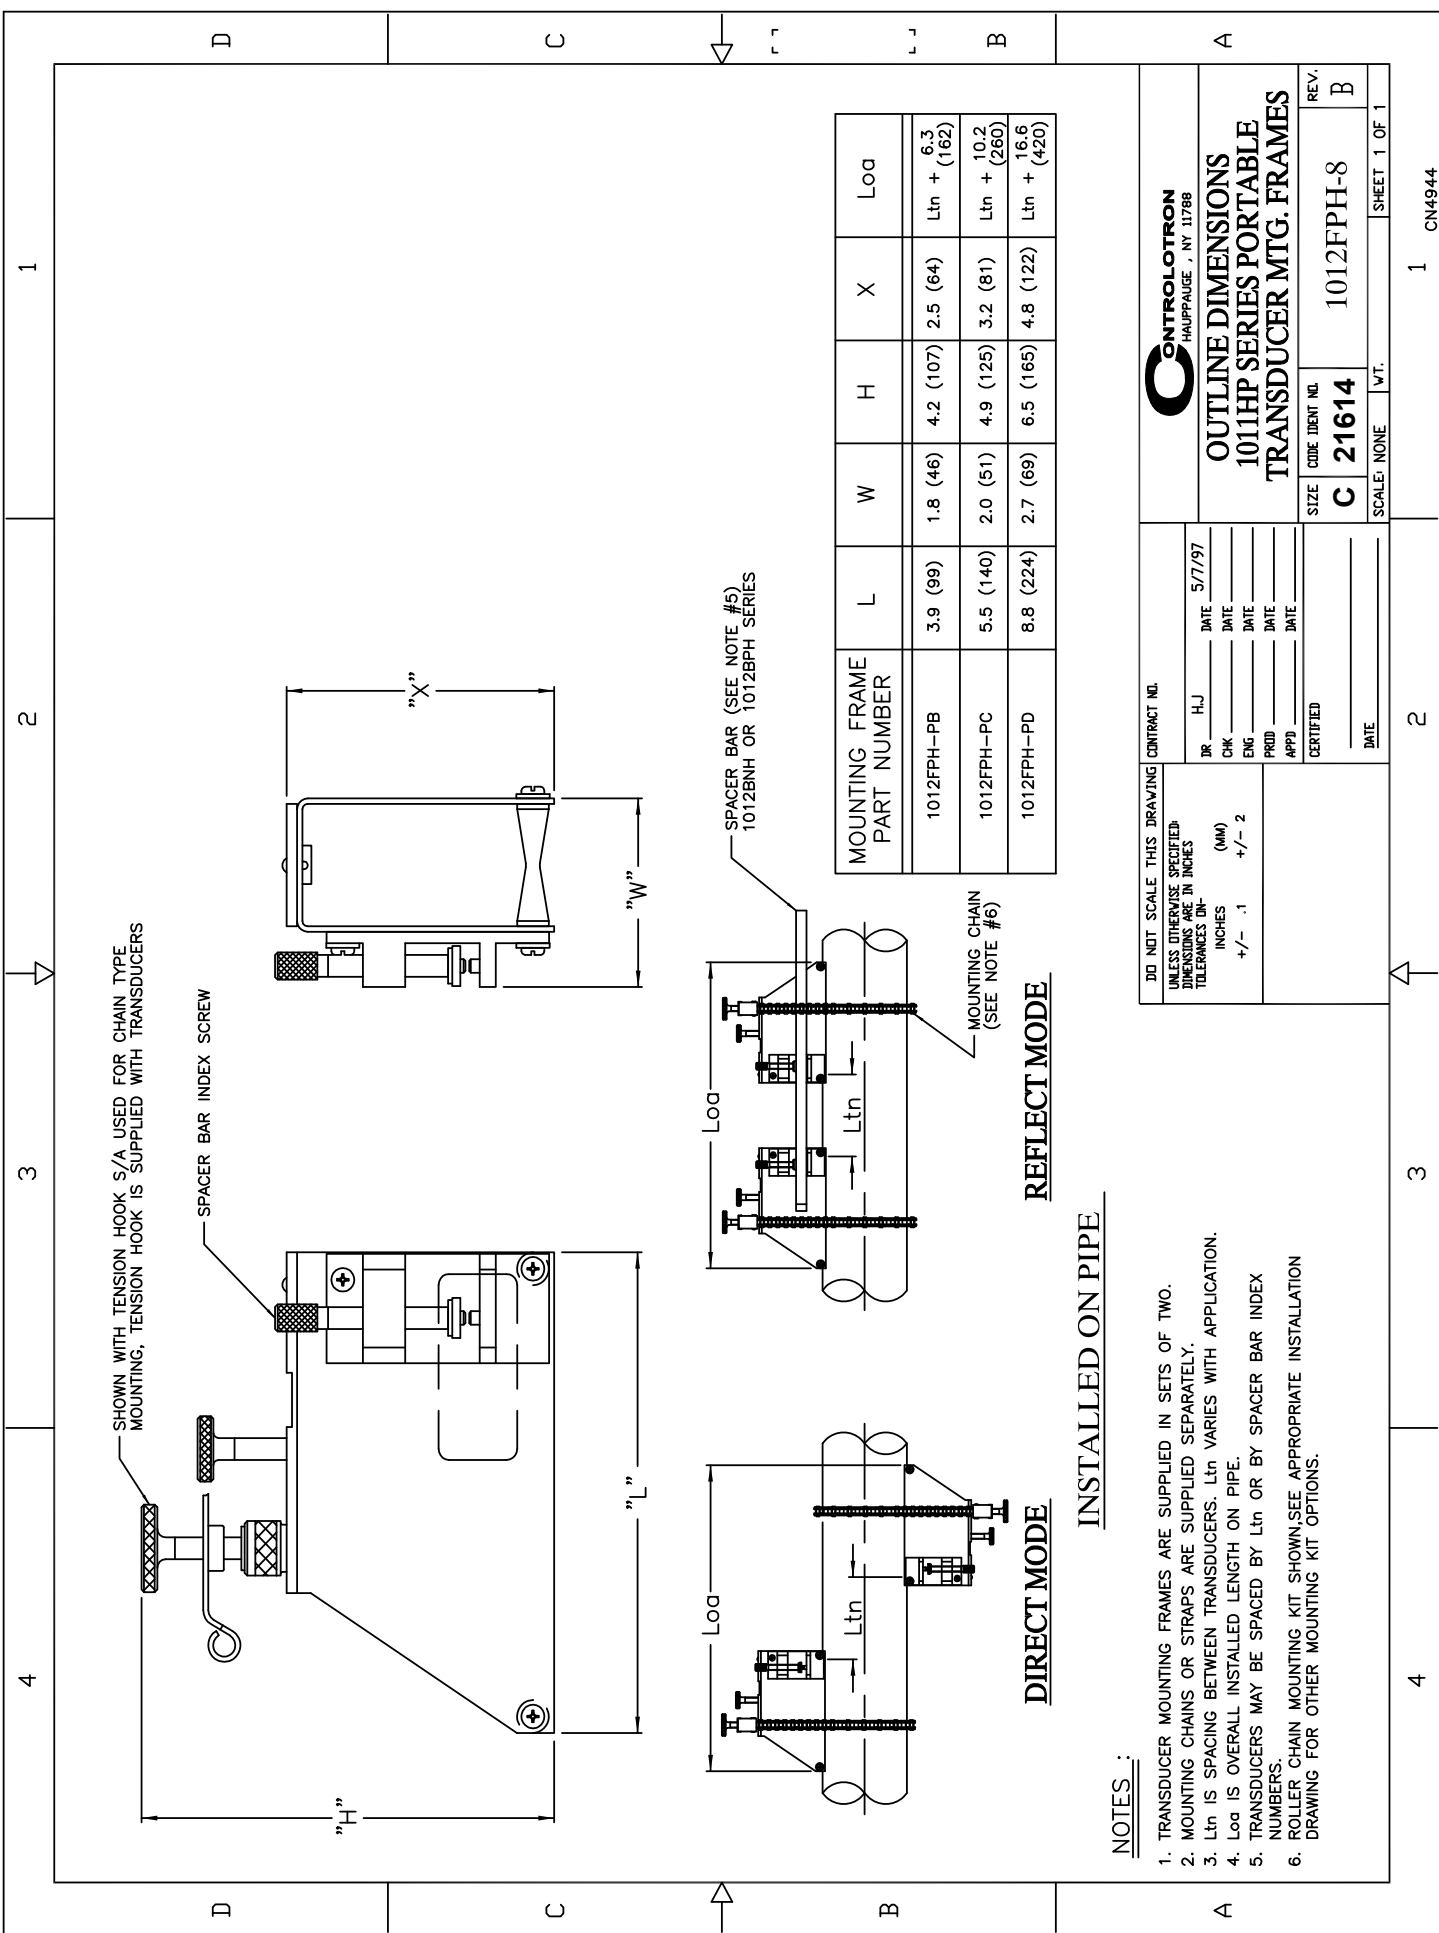 4
3
2
1
D
C
B
A
D
C
B
A
SHOWN WITH TENSION HOOK S/A USED FOR CHAIN TYPE
MOUNTING, TENSION HOOK IS SUPPLIED WITH TRANSDUCERS
SPACER BAR INDEX SCREW
"H"
"L"
"W"
"X"
SPACER BAR (SEE NOTE #5)
1012BNH OR 1012BPH SERIES
Loa
Ltn
DIRECT MODE
Loa
Ltn
MOUNTING CHAIN
(SEE NOTE #6)
REFLECT MODE
INSTALLED ON PIPE
MOUNTING FRAME PART NUMBER L W H X Loa
1012FPH-PB 3.9 (99) 1.8 (46) 4.2 (107) 2.5 (64) Ltn + 6.3 (162)
1012FPH-PC 5.5 (140) 2.0 (51) 4.9 (125) 3.2 (81) Ltn + 10.2 (260)
1012FPH-PD 8.8 (224) 2.7 (69) 6.5 (165) 4.8 (122) Ltn + 16.6 (420)
NOTES :
1. TRANSDUCER MOUNTING FRAMES ARE SUPPLIED IN SETS OF TWO.
2. MOUNTING CHAINS OR STRAPS ARE SUPPLIED SEPARATELY.
3. Ltn IS SPACING BETWEEN TRANSDUCERS. Ltn VARIES WITH APPLICATION.
4. Loa IS OVERALL INSTALLED LENGTH ON PIPE.
5. TRANSDUCERS MAY BE SPACED BY Ltn OR BY SPACER BAR INDEX
NUMBERS.
6. ROLLER CHAIN MOUNTING KIT SHOWN,SEE APPROPRIATE INSTALLATION
DRAWING FOR OTHER MOUNTING KIT OPTIONS.
DO NOT SCALE THIS DRAWING
UNLESS OTHERWISE SPECIFIED:
DIMENSIONS ARE IN INCHES
TOLERANCES ON-
INCHES (MM)
+/- .1 +/- 2
CONTRACT NO.
DR HJ DATE 5/7/97
CHK DATE
ENG DATE
PROD DATE
APPD DATE
CERTIFIED
DATE
CONTROLOTRON
HAUPPAUGE , NY 11788
OUTLINE DIMENSIONS
1011HP SERIES PORTABLE
TRANSDUCER MTG. FRAMES
SIZE C
CODE IDENT NO. 21614
1012FPH-8
REV. B
SCALE: NONE
WT.
SHEET 1 OF 1
4
3
2
1
CN4944